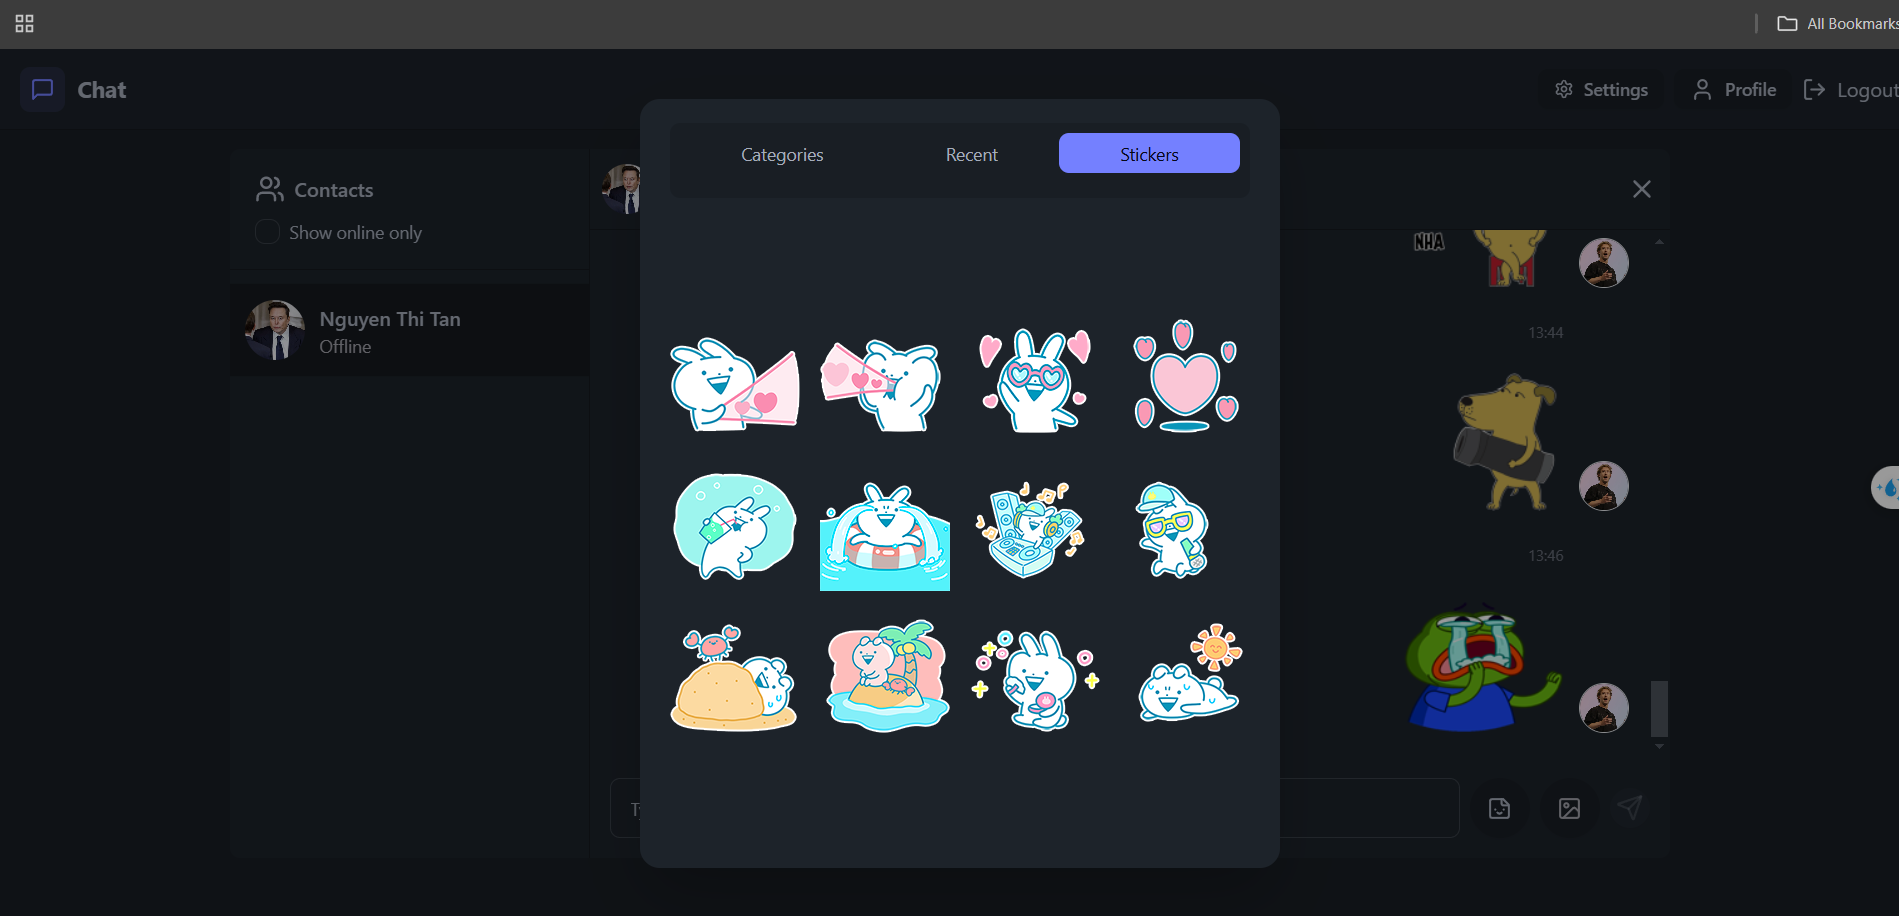 All Bookmarks
Chat
Settings
Profile
Logout
Categories
Recent
Stickers
Contacts
Show online only
NHA
Nguyen Thi Tan
Offline
13:44
13:46